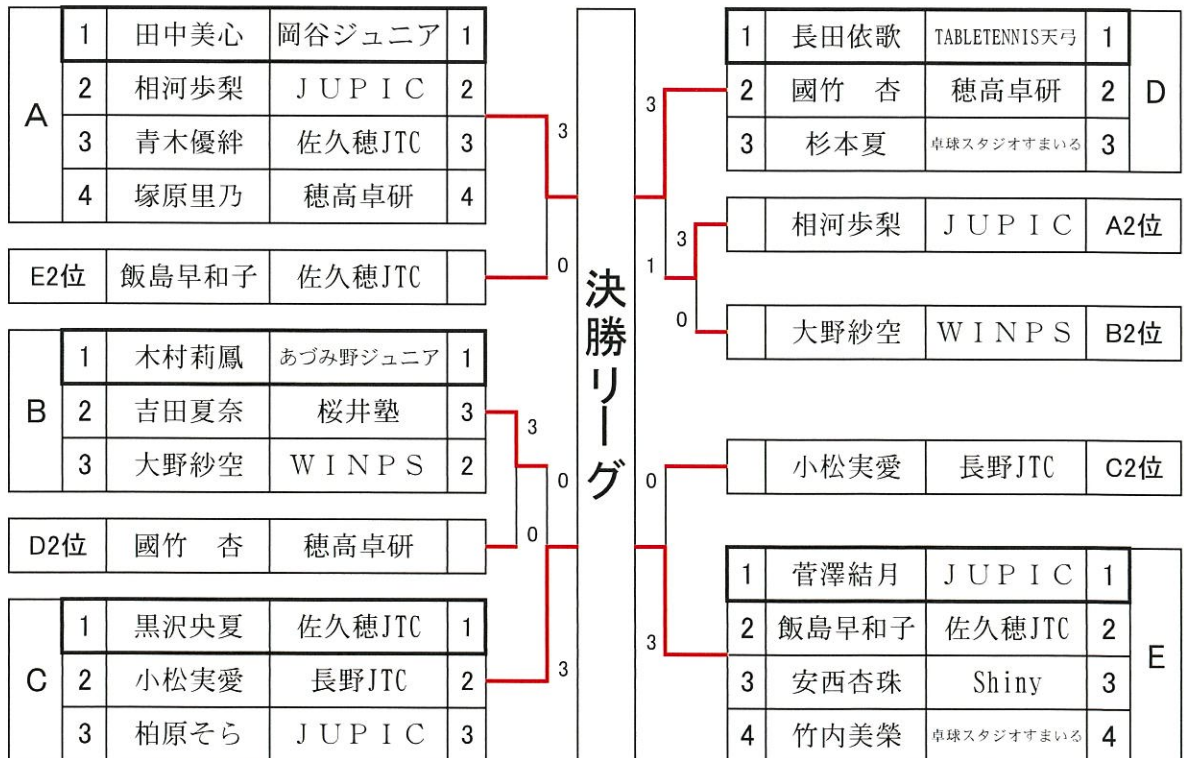 A
1 田中美心 岡谷ジュニア 1
2 相河歩梨 JUPIC 2
3 青木優絆 佐久穂JTC 3
4 塚原里乃 穂高卓研 4
E2位 飯島早和子 佐久穂JTC
B
1 木村莉鳳 あづみ野ジュニア 1
2 吉田夏奈 桜井塾 3
3 大野紗空 WINPS 2
D2位 國竹 杏 穂高卓研
C
1 黒沢央夏 佐久穂JTC 1
2 小松実愛 長野JTC 2
3 柏原そら JUPIC 3
3
0
3
0
0
3
決勝リーグ
3
1
3
0
0
3
1 長田依歌 TABLETENNIS天弓 1
2 國竹 杏 穂高卓研 2
3 杉本夏 卓球スタジオすまいる 3
D
相河歩梨 JUPIC A2位
大野紗空 WINPS B2位
小松実愛 長野JTC C2位
1 菅澤結月 JUPIC 1
2 飯島早和子 佐久穂JTC 2
3 安西杏珠 Shiny 3
4 竹内美榮 卓球スタジオすまいる 4
E